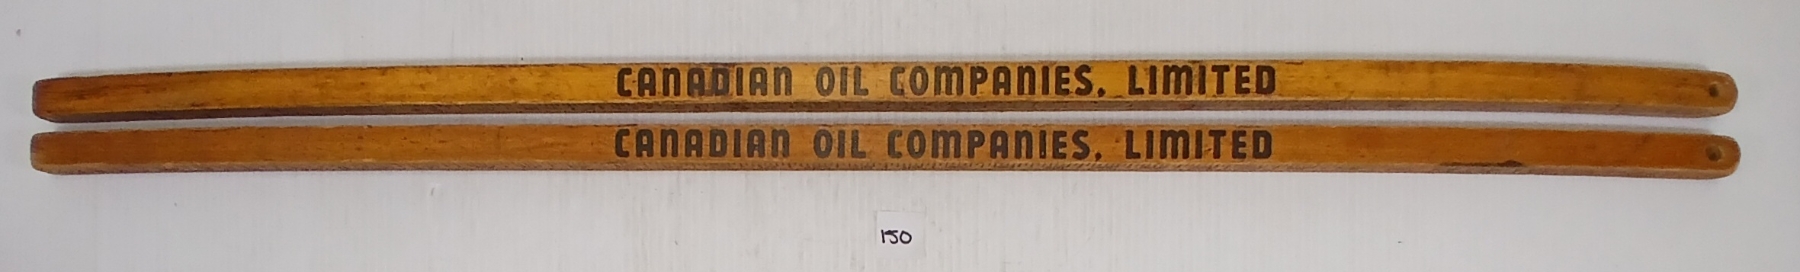 CANADIAN OIL COMPANIES, LIMITED
CANADIAN OIL COMPANIES, LIMITED
150